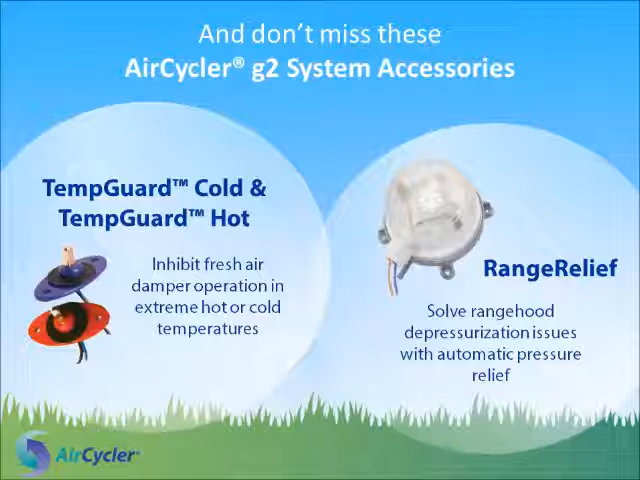 And don't miss these
AirCycler® g2 System Accessories
TempGuard™ Cold &
TempGuard™ Hot
Inhibit fresh air
damper operation in
extreme hot or cold
temperatures
RangeRelief
Solve rangehood
depressurization issues
with automatic pressure
relief
AirCycler®